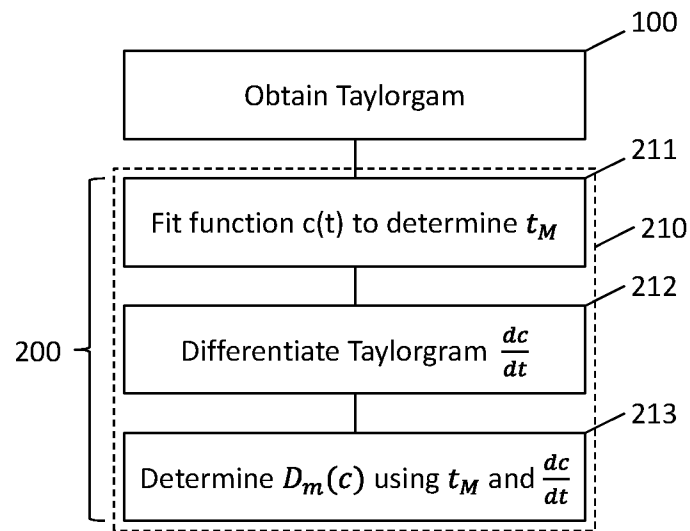 100
Obtain Taylorgam
211
Fit function c(t) to determine t_M
210
212
Differentiate Taylorgram dc/dt
200
213
Determine D_m(c) using t_M and dc/dt